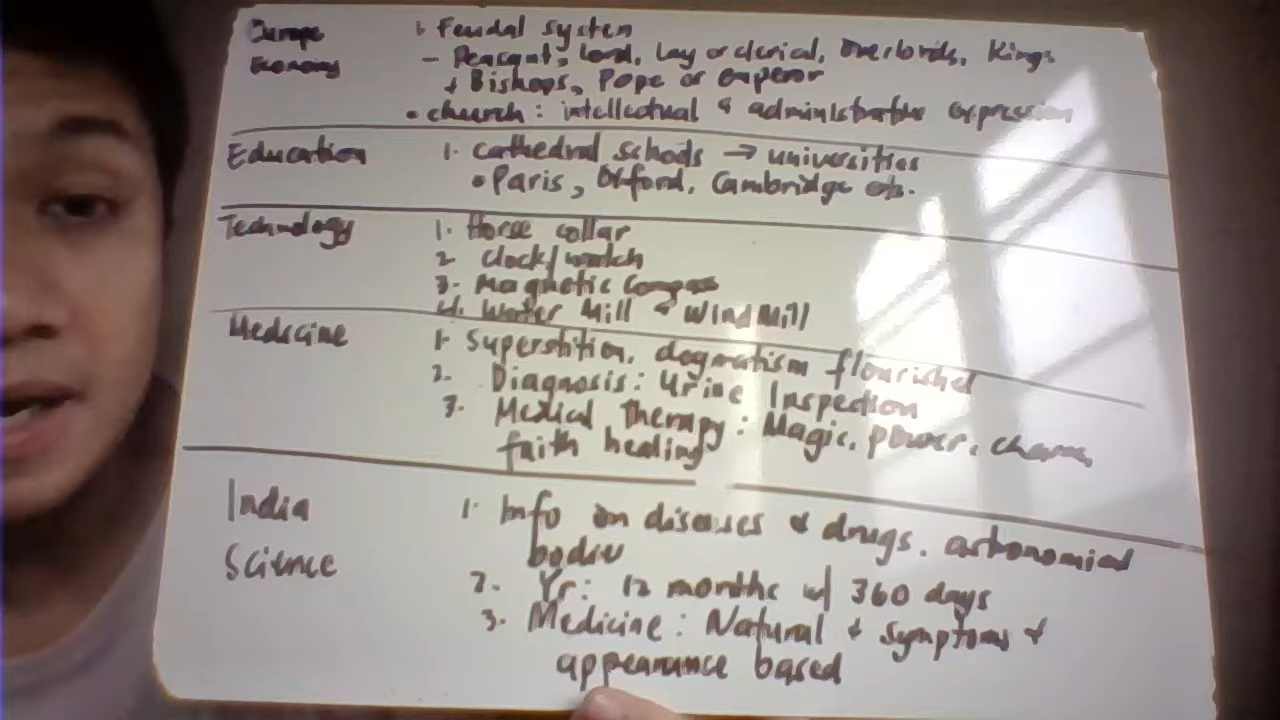 Europe 1. Feudal system
Economy - Peasant, Lord, Lay or clerical, Overlords, Kings
+ Bishops, Pope or emperor
• church: intellectual & administrative expression
Education 1. Cathedral schools → universities
• Paris, Oxford, Cambridge etc.
Technology 1. Horse collar
2 Clock/watch
3. Magnetic Compass
4. Water Mill & WindMill
Medicine 1. Superstition, dogmatism flourished
2. Diagnosis: Urine Inspection
3. Medical Therapy: Magic, power, charm,
faith healing
India 1. Info on diseases & drugs, astronomical
bodies
Science 2. Yr: 12 months w/ 360 days
3. Medicine: Natural & symptoms &
appearance based